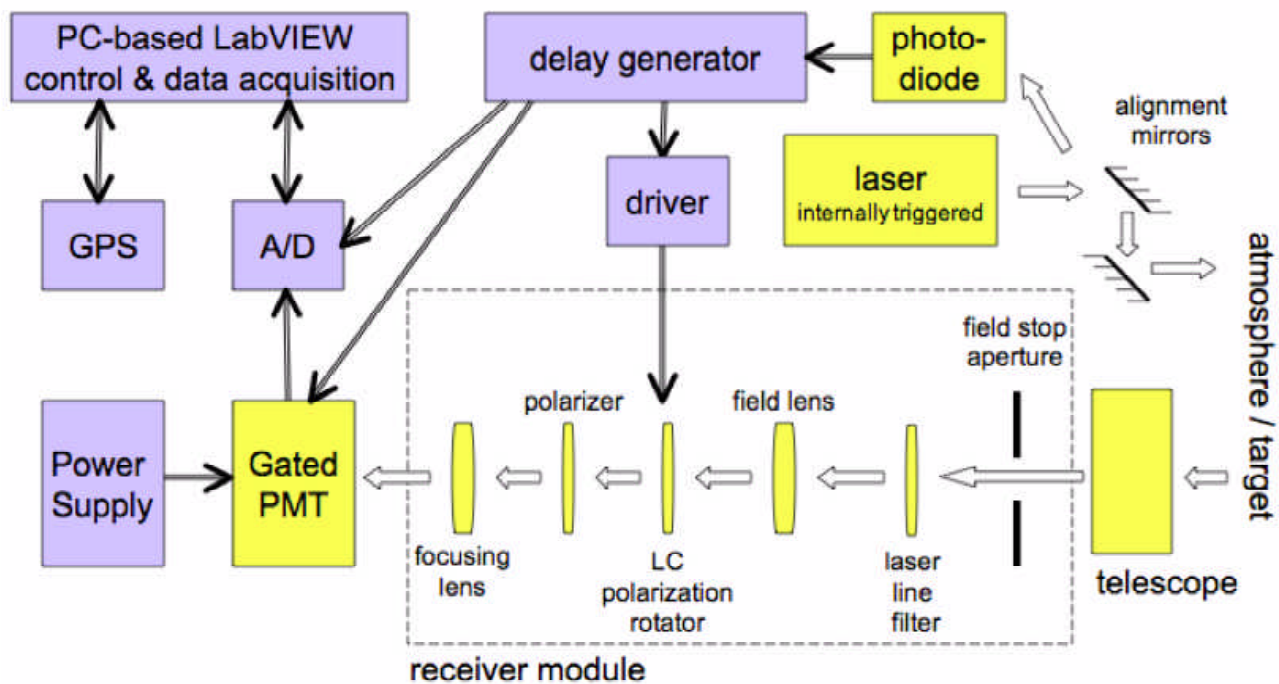 PC-based LabVIEW
control & data acquisition
delay generator
photo-
diode
alignment
mirrors
laser
internally triggered
driver
GPS
A/D
atmosphere / target
field stop
aperture
polarizer
field lens
Power
Supply
Gated
PMT
focusing
lens
LC
polarization
rotator
laser
line
filter
telescope
receiver module